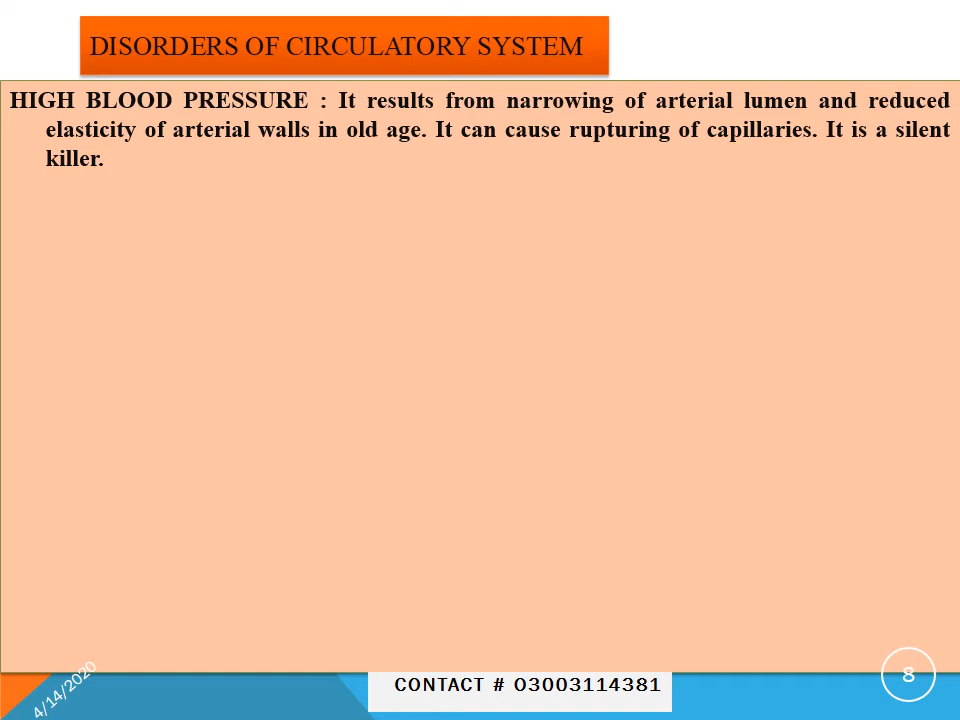 DISORDERS OF CIRCULATORY SYSTEM
HIGH BLOOD PRESSURE : It results from narrowing of arterial lumen and reduced
elasticity of arterial walls in old age. It can cause rupturing of capillaries. It is a silent
killer.
4/14/2020
CONTACT # 03003114381
8